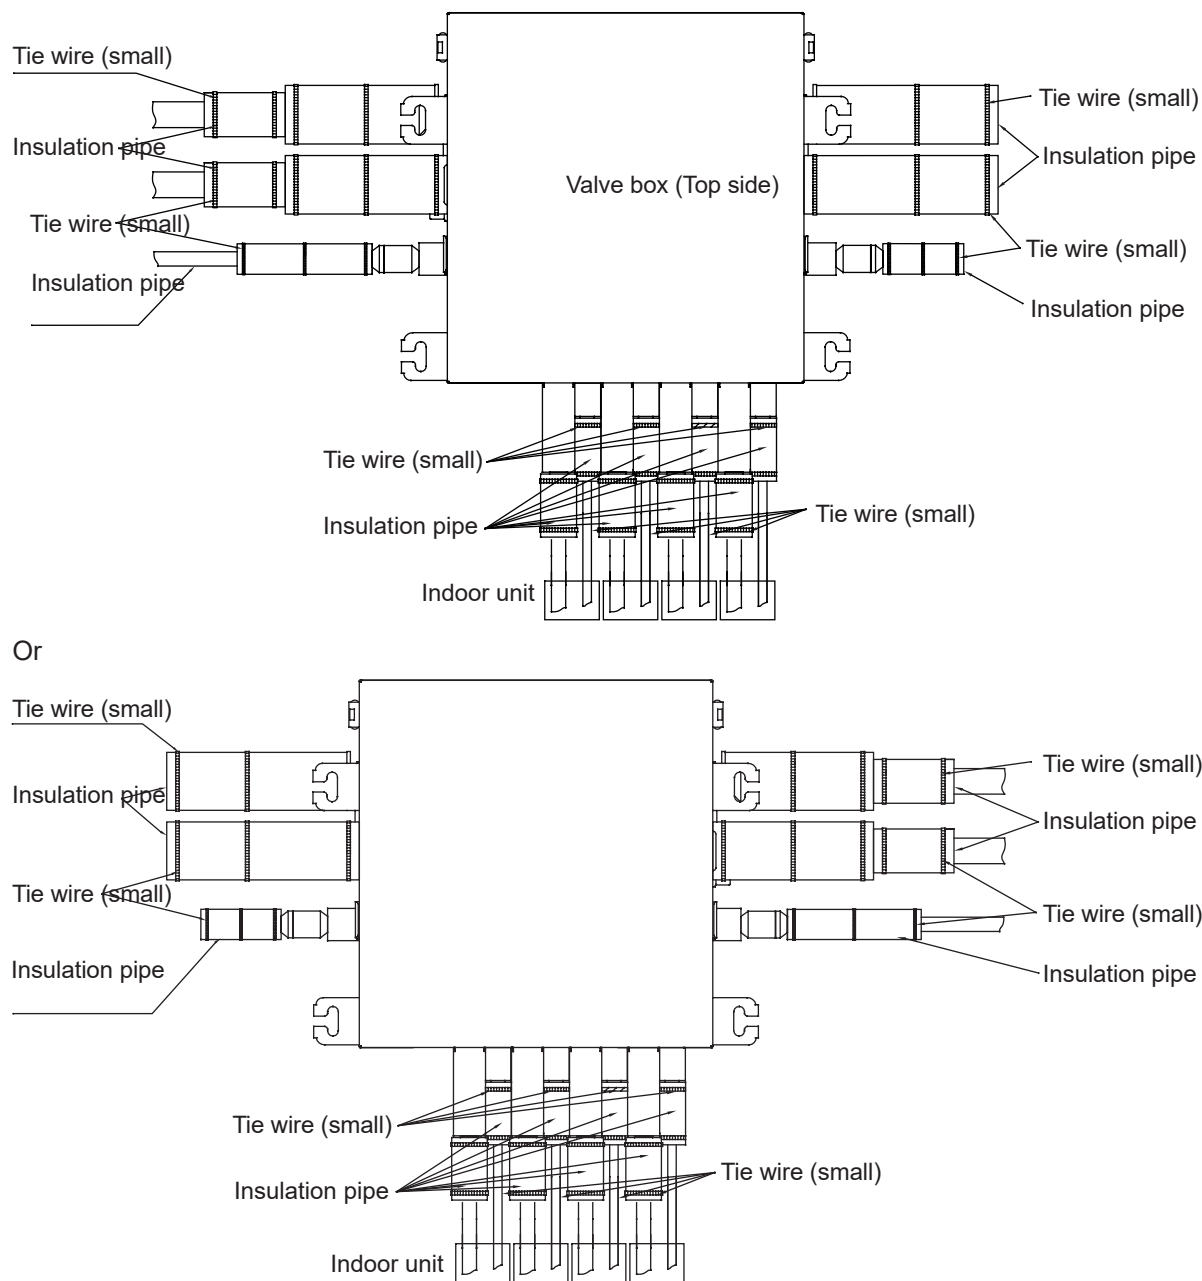 Tie wire (small)
Tie wire (small)
Insulation pipe
Insulation pipe
Valve box (Top side)
Tie wire (small)
Tie wire (small)
Insulation pipe
Insulation pipe
Tie wire (small)
Insulation pipe
Tie wire (small)
Indoor unit
Or
Tie wire (small)
Tie wire (small)
Insulation pipe
Insulation pipe
Tie wire (small)
Tie wire (small)
Insulation pipe
Insulation pipe
Tie wire (small)
Tie wire (small)
Insulation pipe
Indoor unit